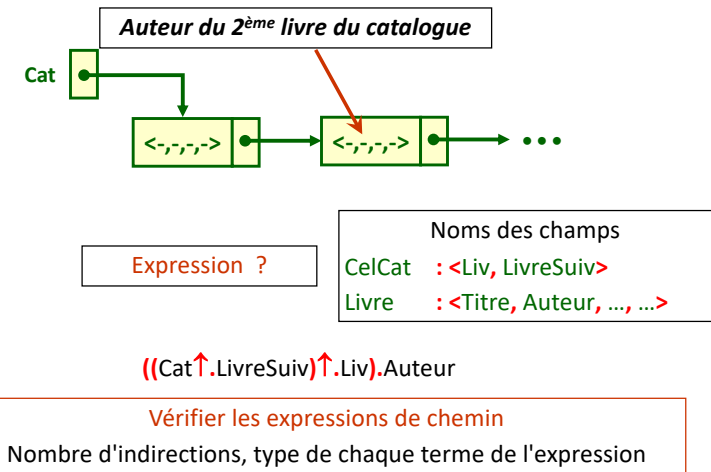 Auteur du 2ème livre du catalogue
Cat
<-,-,-,-> <-,-,-,-> •••
Noms des champs
Expression ?
CelCat : <Liv, LivreSuiv>
Livre : <Titre, Auteur, ..., ...>
((Cat↑.LivreSuiv)↑.Liv).Auteur
Vérifier les expressions de chemin
Nombre d'indirections, type de chaque terme de l'expression